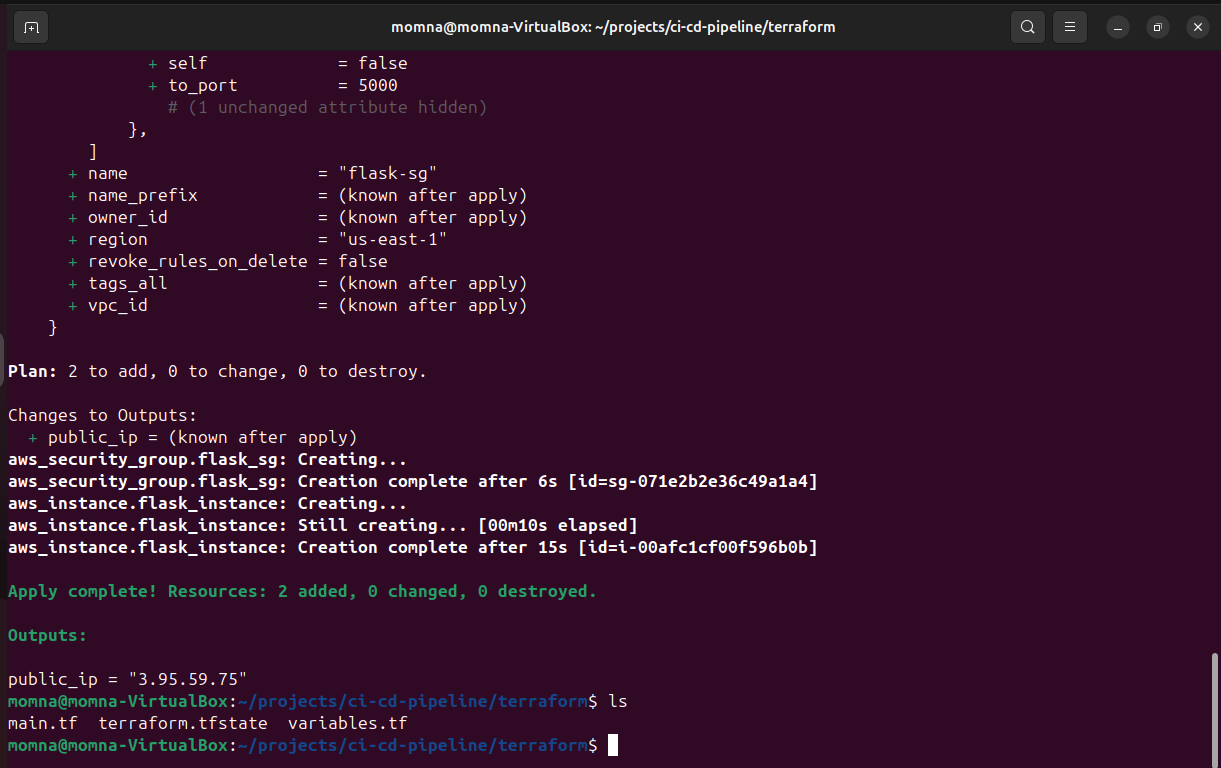 momna@momna-VirtualBox: ~/projects/ci-cd-pipeline/terraform
+ self = false
+ to_port = 5000
# (1 unchanged attribute hidden)
},
]
+ name = "flask-sg"
+ name_prefix = (known after apply)
+ owner_id = (known after apply)
+ region = "us-east-1"
+ revoke_rules_on_delete = false
+ tags_all = (known after apply)
+ vpc_id = (known after apply)
}
Plan: 2 to add, 0 to change, 0 to destroy.
Changes to Outputs:
+ public_ip = (known after apply)
aws_security_group.flask_sg: Creating...
aws_security_group.flask_sg: Creation complete after 6s [id=sg-071e2b2e36c49a1a4]
aws_instance.flask_instance: Creating...
aws_instance.flask_instance: Still creating... [00m10s elapsed]
aws_instance.flask_instance: Creation complete after 15s [id=i-00afc1cf00f596b0b]
Apply complete! Resources: 2 added, 0 changed, 0 destroyed.
Outputs:
public_ip = "3.95.59.75"
momna@momna-VirtualBox:~/projects/ci-cd-pipeline/terraform$ ls
main.tf  terraform.tfstate  variables.tf
momna@momna-VirtualBox:~/projects/ci-cd-pipeline/terraform$